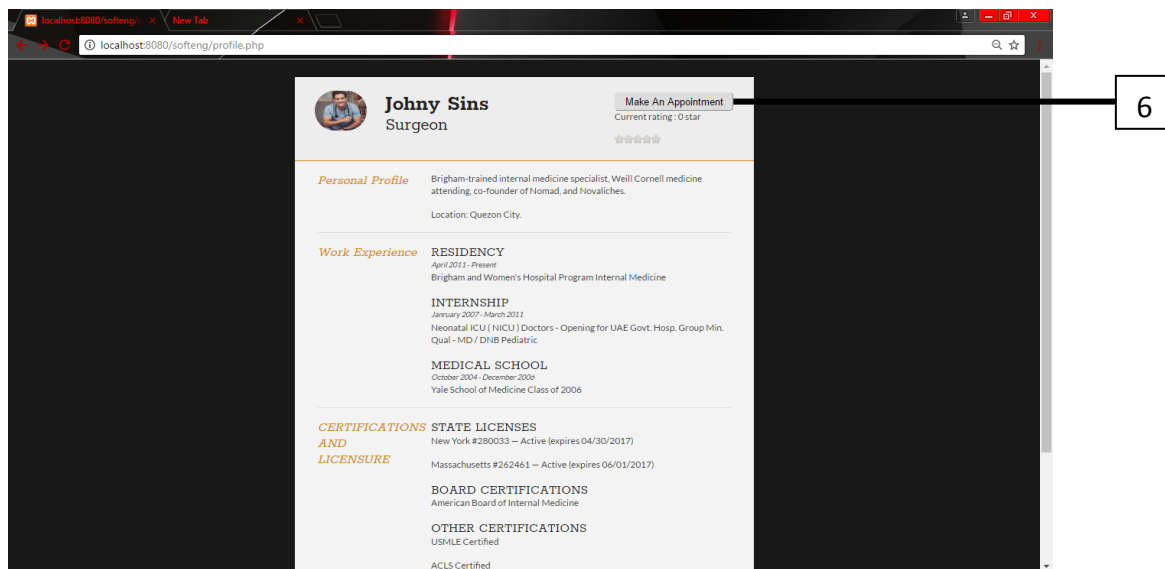 localhost:8080/softeng/
New Tab
localhost:8080/softeng/profile.php
Johny Sins
Surgeon
Make An Appointment
Current rating : 0 star
6
Personal Profile
Brigham-trained internal medicine specialist, Weill Cornell medicine
attending, co-founder of Nomad, and Novaliches.
Location: Quezon City.
Work Experience
RESIDENCY
April 2011 - Present
Brigham and Women's Hospital Program Internal Medicine
INTERNSHIP
Janruary 2007 - March 2011
Neonatal ICU ( NICU ) Doctors - Opening for UAE Govt. Hosp. Group Min.
Qual - MD / DNB Pediatric
MEDICAL SCHOOL
October 2004 - December 2006
Yale School of Medicine Class of 2006
CERTIFICATIONS
AND
LICENSURE
STATE LICENSES
New York #280033 — Active (expires 04/30/2017)
Massachusetts #262461 — Active (expires 06/01/2017)
BOARD CERTIFICATIONS
American Board of Internal Medicine
OTHER CERTIFICATIONS
USMLE Certified
ACLS Certified